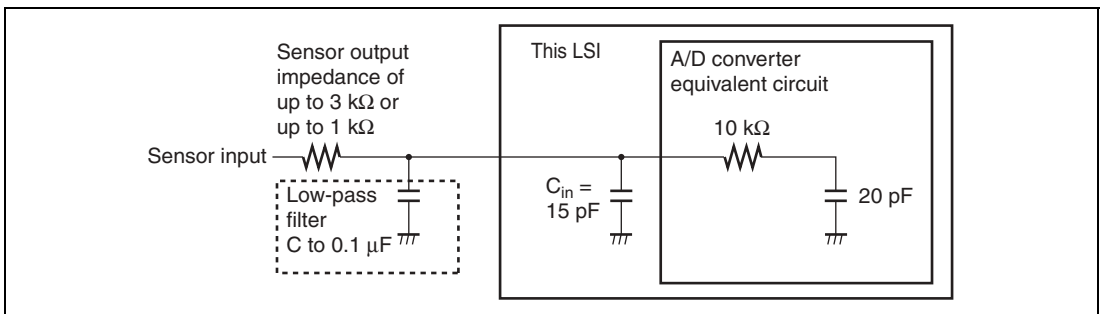 Sensor output
impedance of
up to 3 kΩ or
up to 1 kΩ
This LSI
A/D converter
equivalent circuit
10 kΩ
Sensor input
Low-pass
filter
C to 0.1 μF
Cin =
15 pF
20 pF